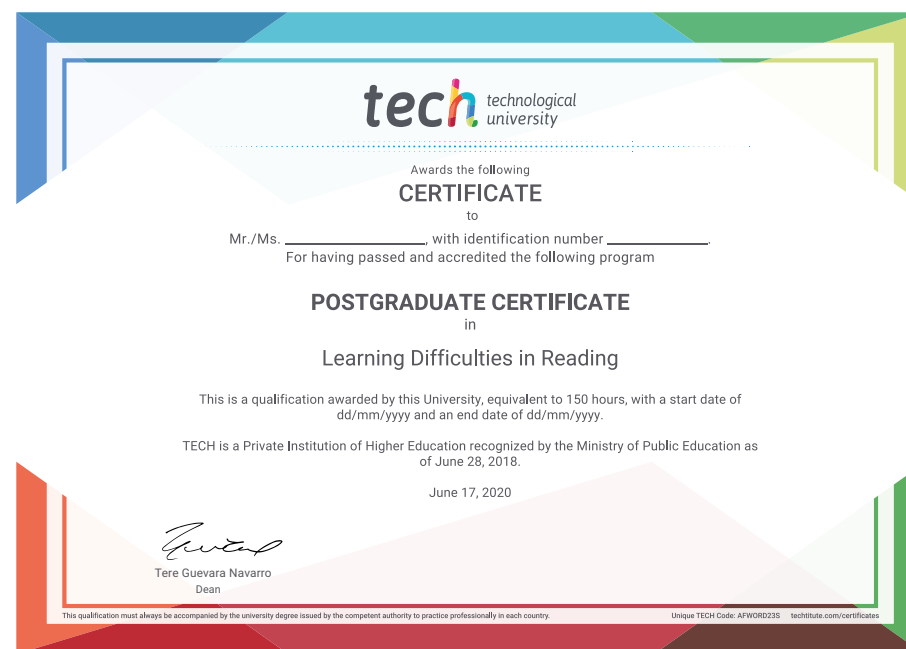 tech technological
university
Awards the following
CERTIFICATE
to
Mr./Ms. ____________, with identification number ____________.
For having passed and accredited the following program
POSTGRADUATE CERTIFICATE
in
Learning Difficulties in Reading
This is a qualification awarded by this University, equivalent to 150 hours, with a start date of
dd/mm/yyyy and an end date of dd/mm/yyyy.
TECH is a Private Institution of Higher Education recognized by the Ministry of Public Education as
of June 28, 2018.
June 17, 2020
Tere Guevara Navarro
Dean
This qualification must always be accompanied by the university degree issued by the competent authority to practice professionally in each country. Unique TECH Code: AFWORD23S techtitute.com/certificates